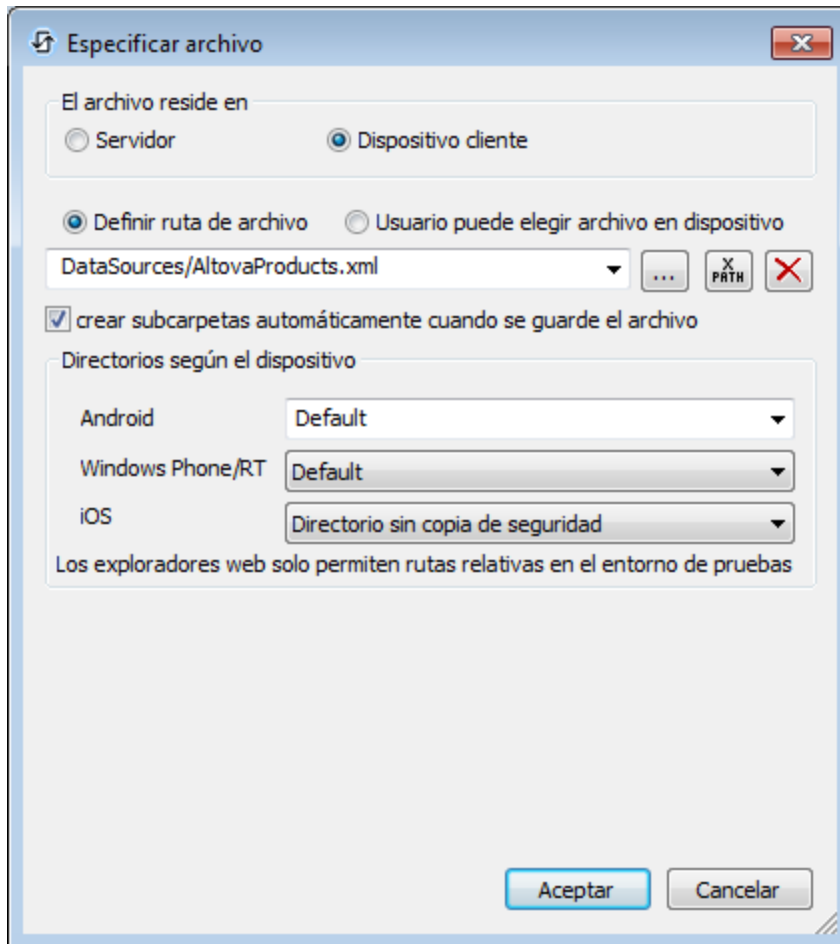 Especificar archivo
El archivo reside en
Servidor Dispositivo cliente
Definir ruta de archivo Usuario puede elegir archivo en dispositivo
DataSources/AltovaProducts.xml ... X PATH
crear subcarpetas automáticamente cuando se guarde el archivo
Directorios según el dispositivo
Android Default
Windows Phone/RT Default
iOS Directorio sin copia de seguridad
Los exploradores web solo permiten rutas relativas en el entorno de pruebas
Aceptar Cancelar